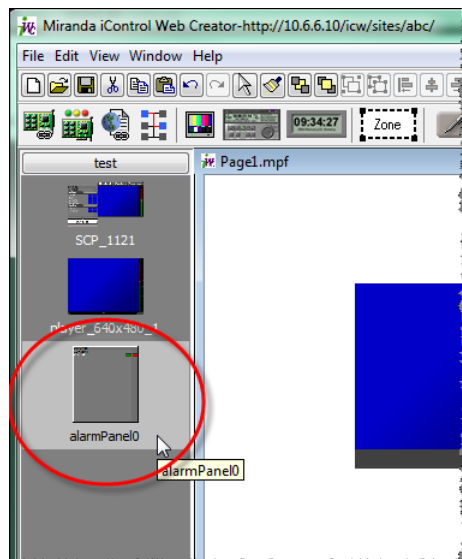 Miranda iControl Web Creator-http://10.6.6.10/icw/sites/abc/
File Edit View Window Help
09:34:27
Zone
test
Page1.mpf
SCP_1121
player_640x480_1
alarmPanel0
alarmPanel0